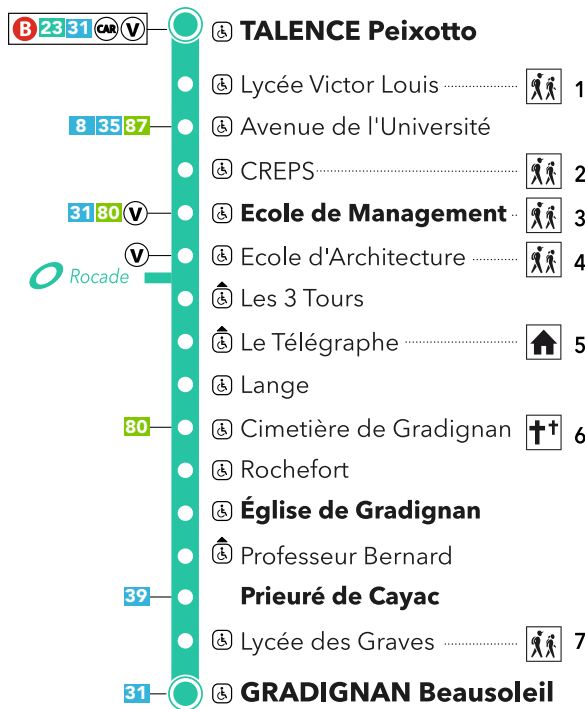 B 23 31 CAR V TALENCE Peixotto
Lycée Victor Louis 1
8 35 87 Avenue de l'Université
CREPS 2
31 80 V Ecole de Management 3
V Ecole d'Architecture 4
Rocade
Les 3 Tours
Le Télégraphe 5
Lange
80 Cimetière de Gradignan 6
Rochefort
Église de Gradignan
Professeur Bernard
39 Prieuré de Cayac
Lycée des Graves 7
31 GRADIGNAN Beausoleil